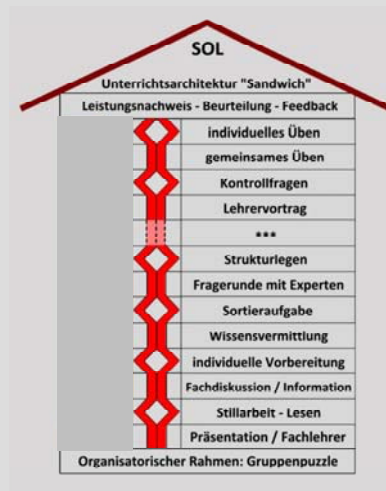 SOL
Unterrichtsarchitektur "Sandwich"
Leistungsnachweis - Beurteilung - Feedback
individuelles Üben
gemeinsames Üben
Kontrollfragen
Lehrervortrag
***
Strukturlegen
Fragerunde mit Experten
Sortieraufgabe
Wissensvermittlung
individuelle Vorbereitung
Fachdiskussion / Information
Stillarbeit - Lesen
Präsentation / Fachlehrer
Organisatorischer Rahmen: Gruppenpuzzle